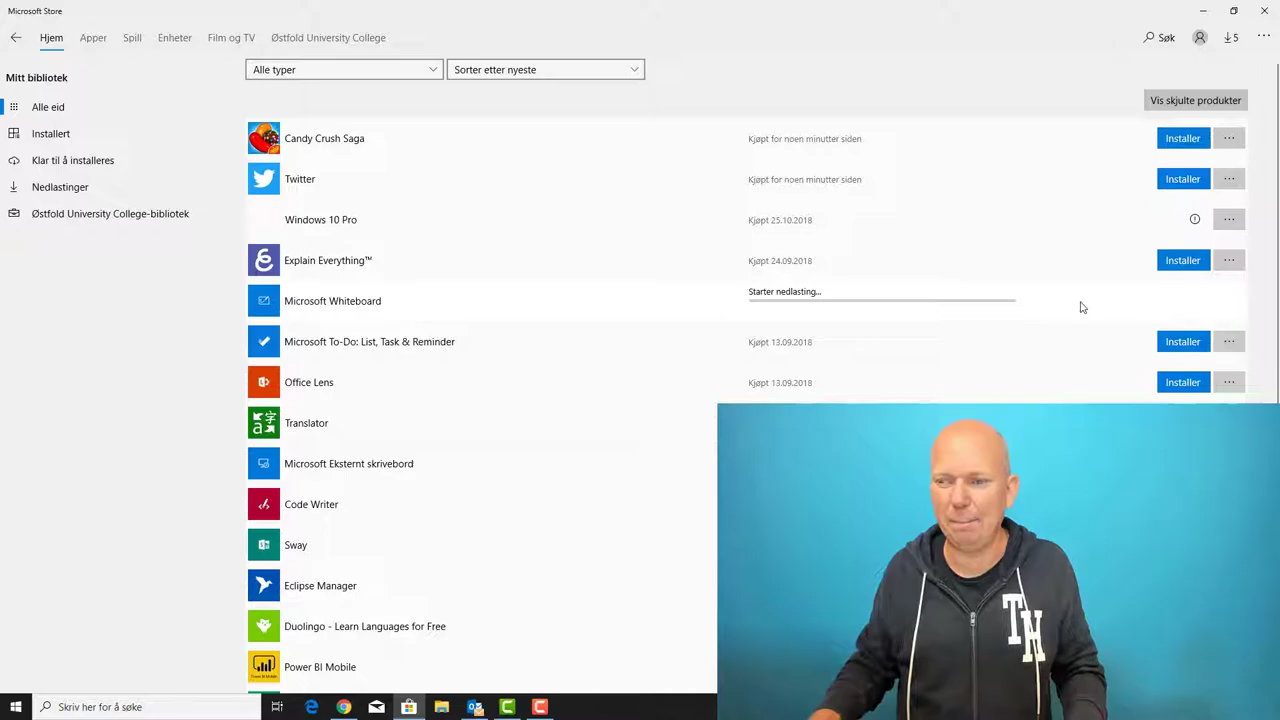 Microsoft Store
Hjem Apper Spill Enheter Film og TV Østfold University College Søk ↓5 ...
Mitt bibliotek
Alle typer Sorter etter nyeste
Alle eid
Vis skjulte produkter
Installert
Candy Crush Saga Kjøpt for noen minutter siden Installer ...
Klar til å installeres
Twitter Kjøpt for noen minutter siden Installer ...
Nedlastinger
Østfold University College-bibliotek
Windows 10 Pro Kjøpt 25.10.2018 ...
Explain Everything™ Kjøpt 24.09.2018 Installer ...
Microsoft Whiteboard Starter nedlasting...
Microsoft To-Do: List, Task & Reminder Kjøpt 13.09.2018 Installer ...
Office Lens Kjøpt 13.09.2018 Installer ...
Translator
Microsoft Eksternt skrivebord
Code Writer
Sway
Eclipse Manager
Duolingo - Learn Languages for Free
TN
Power BI Mobile
Skriv her for å søke